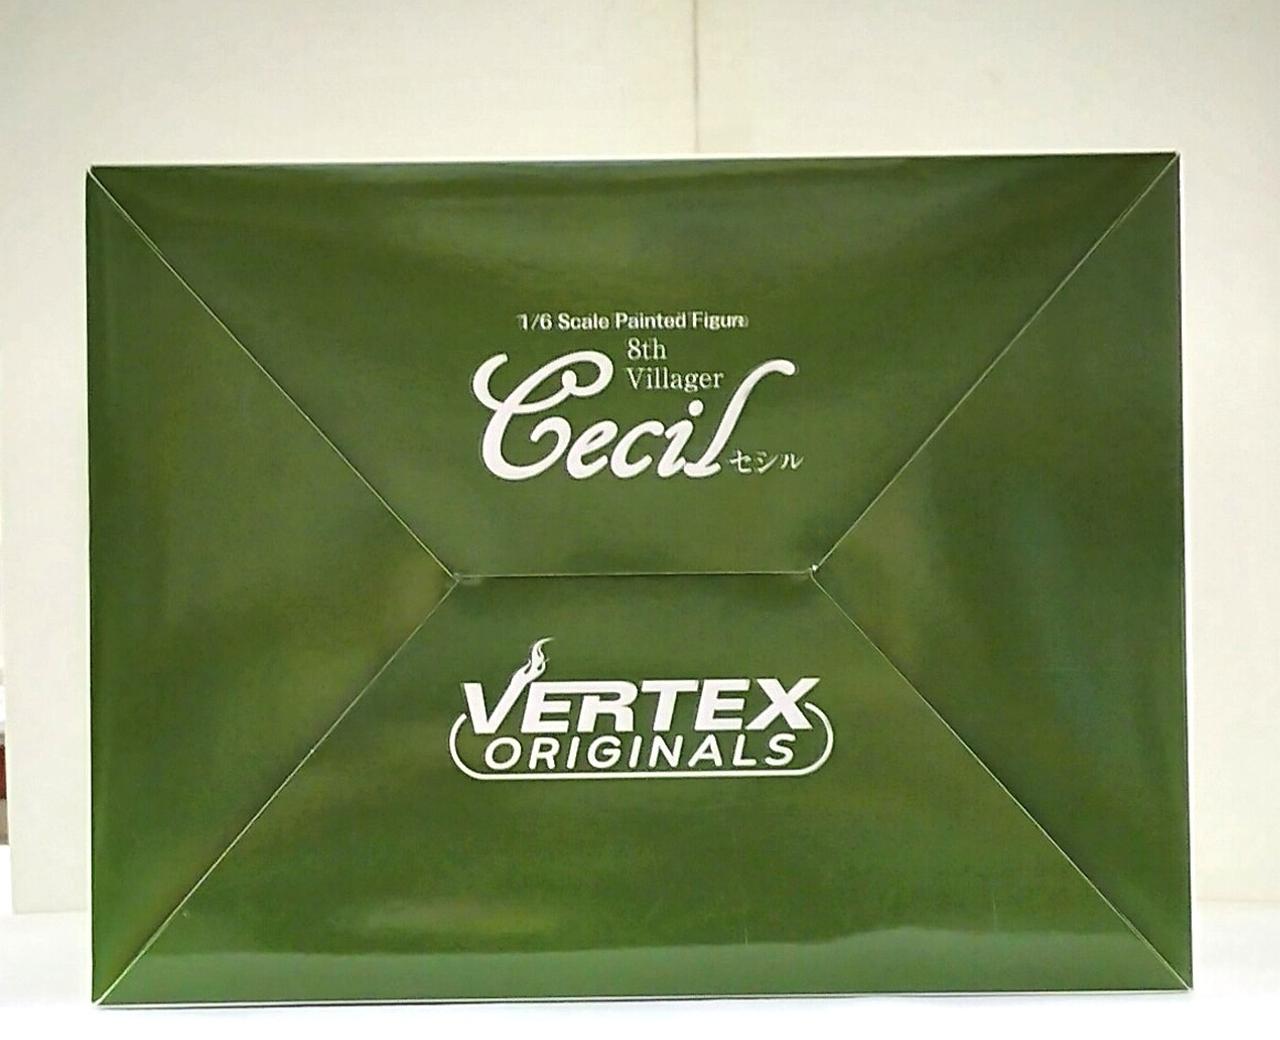 1/6 Scale Painted Figure
8th
Villager
Cecil
セシル
VERTEX
ORIGINALS